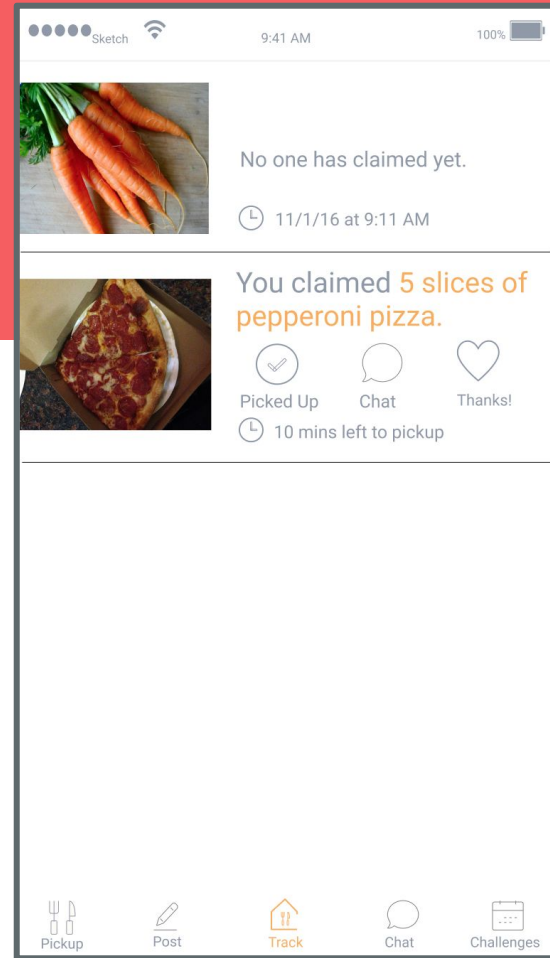 Sketch 9:41 AM 100%
No one has claimed yet.
11/1/16 at 9:11 AM
You claimed 5 slices of
pepperoni pizza.
Picked Up Chat Thanks!
10 mins left to pickup
Pickup Post Track Chat Challenges